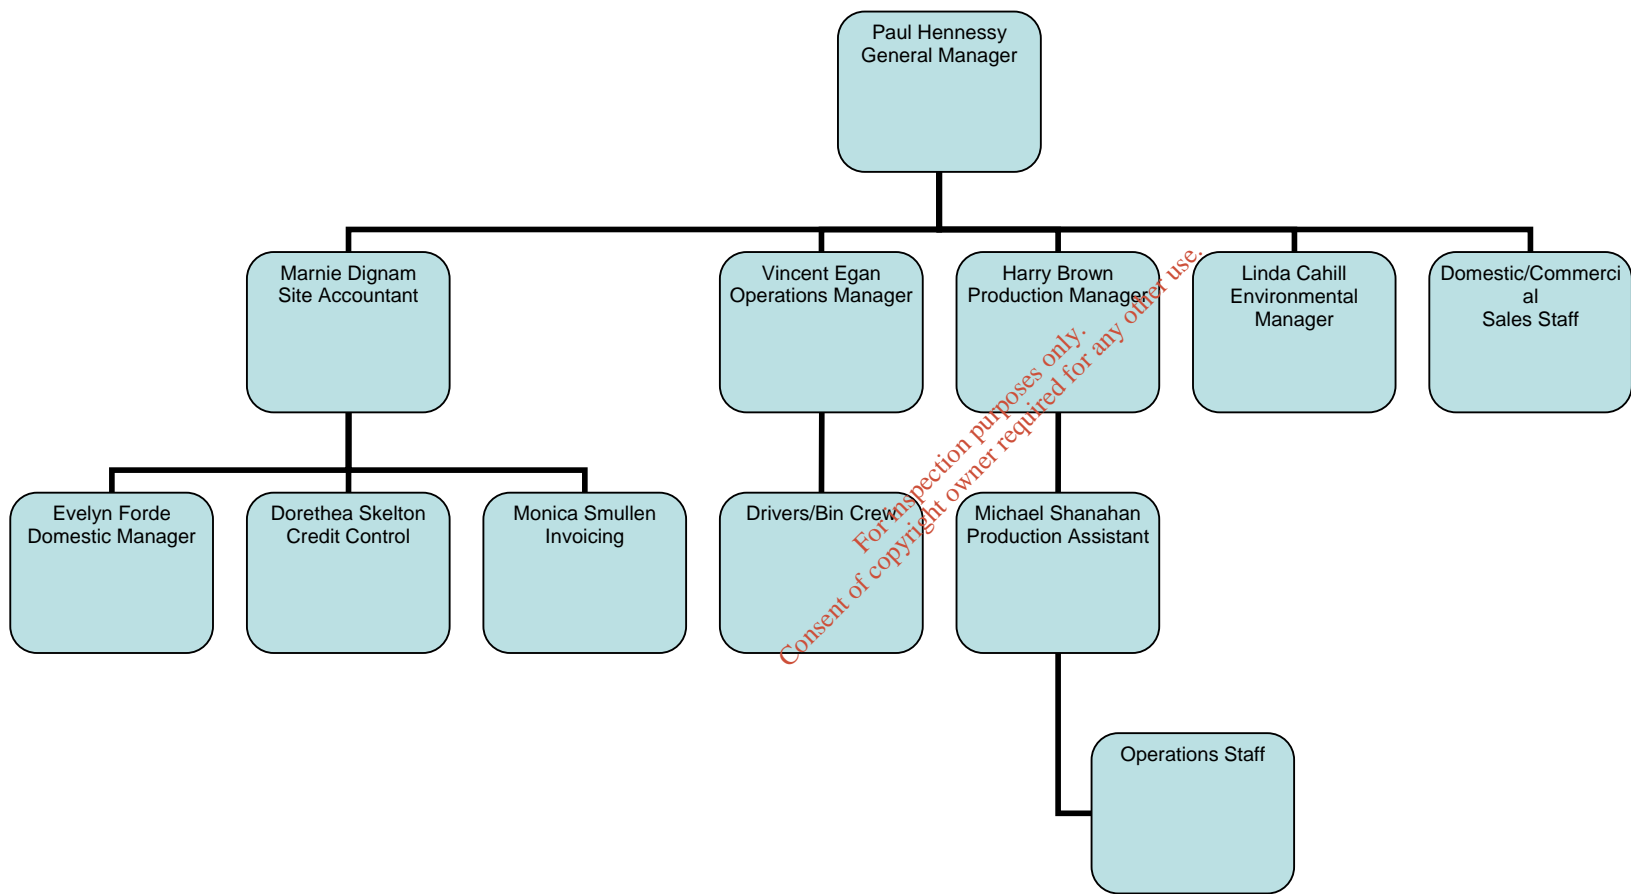 Paul Hennessy
General Manager
Marnie Dignam
Site Accountant
Vincent Egan
Operations Manager
Harry Brown
Production Manager
Linda Cahill
Environmental
Manager
Domestic/Commerci
al
Sales Staff
Evelyn Forde
Domestic Manager
Dorethea Skelton
Credit Control
Monica Smullen
Invoicing
Drivers/Bin Crew
Michael Shanahan
Production Assistant
Operations Staff
For inspection purposes only.
Consent of copyright owner required for any other use.